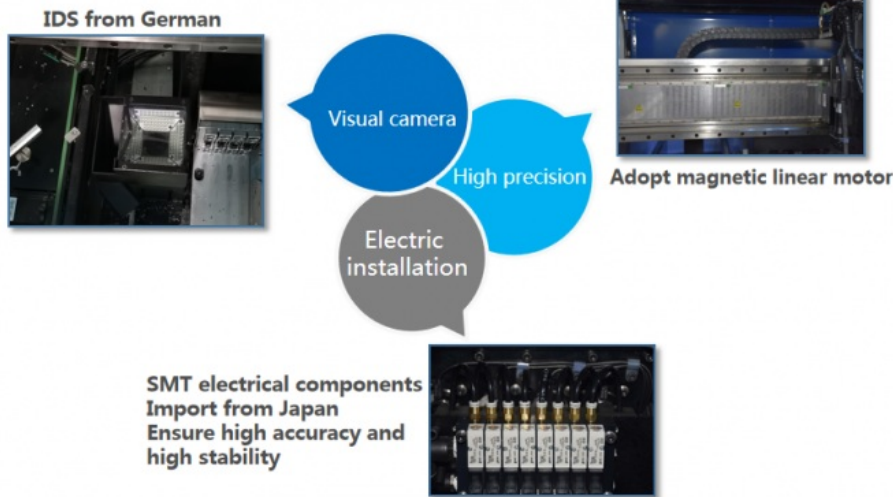 IDS from German
Visual camera
High precision
Adopt magnetic linear motor
Electric
installation
SMT electrical components
Import from Japan
Ensure high accuracy and
high stability